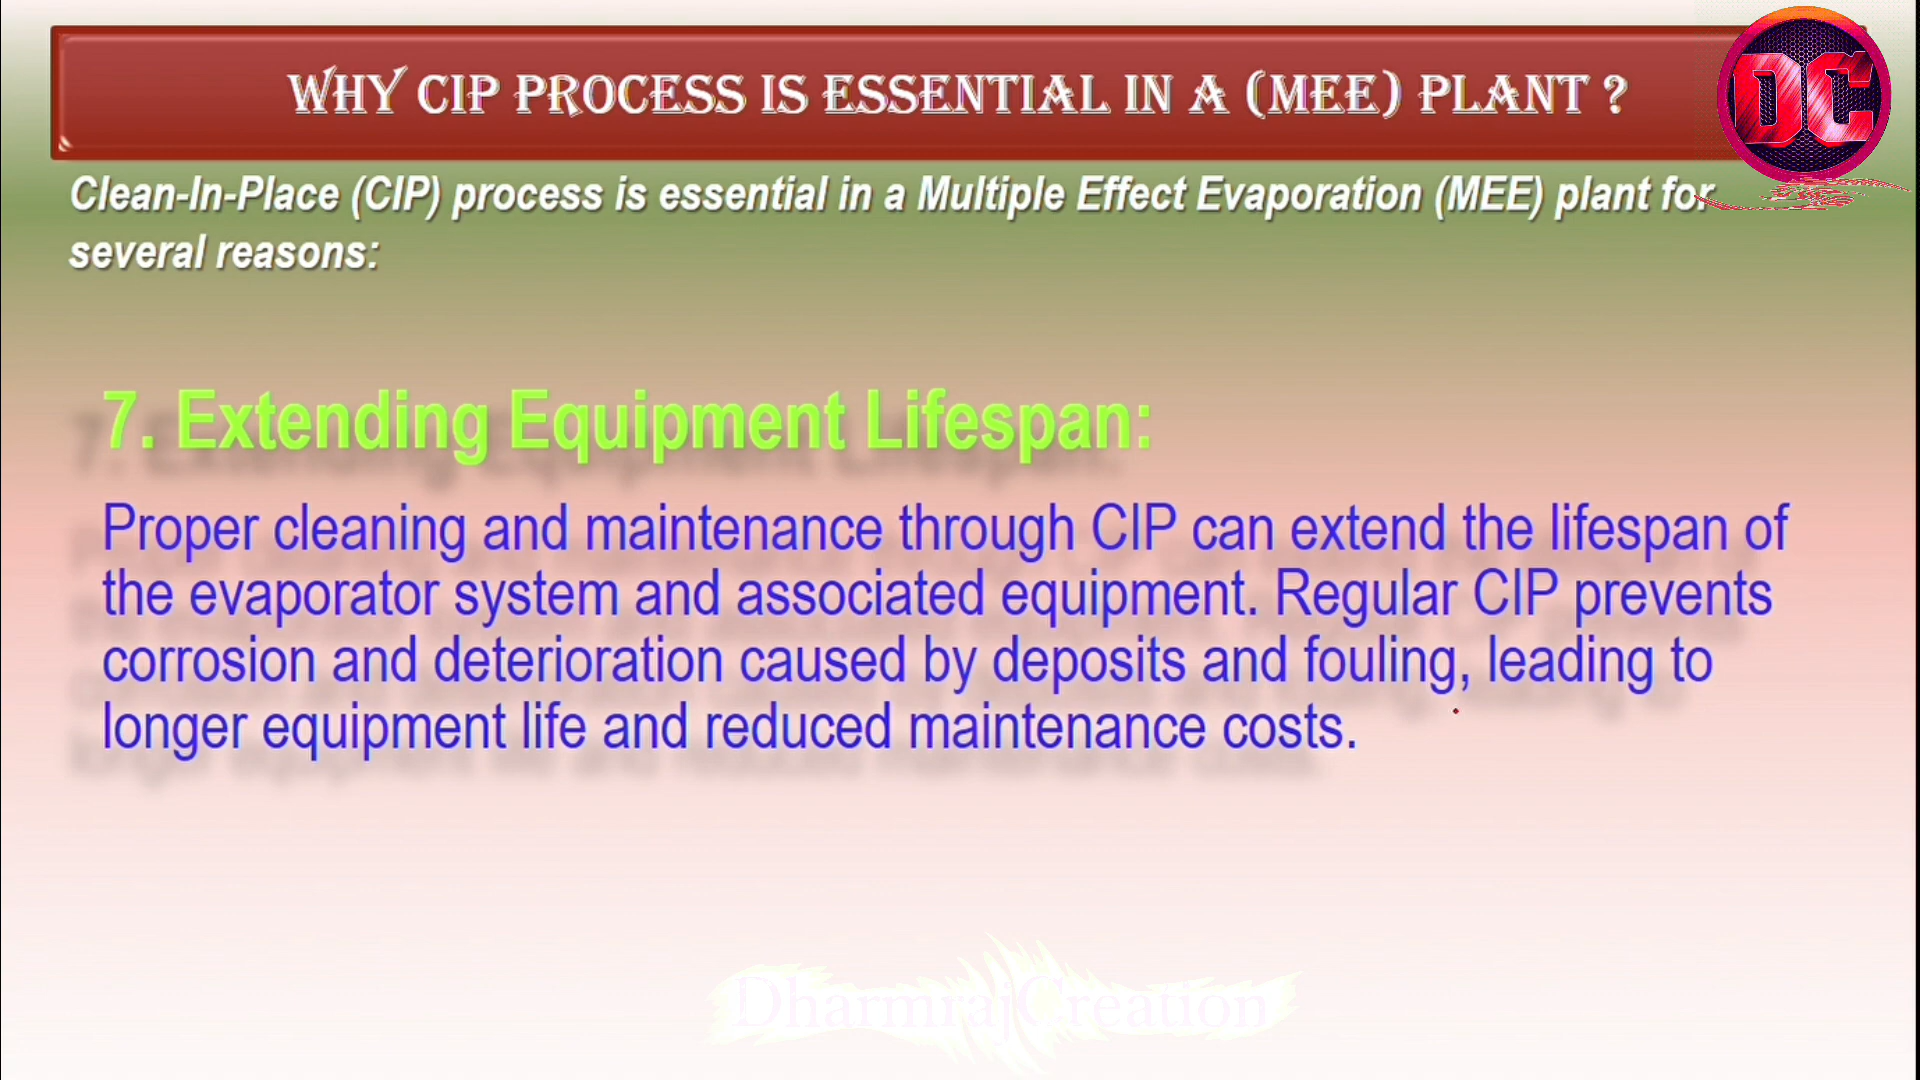 WHY CIP PROCESS IS ESSENTIAL IN A (MEE) PLANT ?
DC
Clean-In-Place (CIP) process is essential in a Multiple Effect Evaporation (MEE) plant for
several reasons:
7. Extending Equipment Lifespan:
Proper cleaning and maintenance through CIP can extend the lifespan of
the evaporator system and associated equipment. Regular CIP prevents
corrosion and deterioration caused by deposits and fouling, leading to
longer equipment life and reduced maintenance costs.
DharmrajCreation